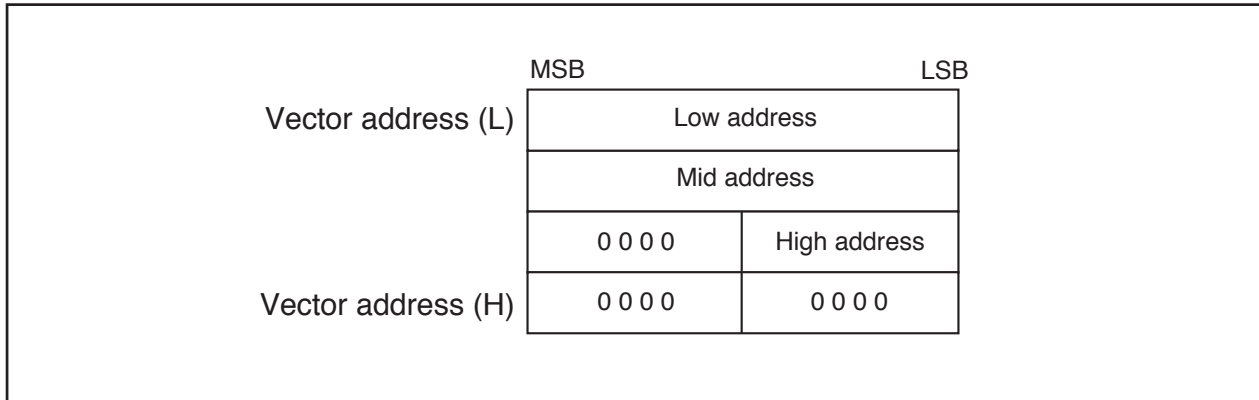 MSB LSB
Vector address (L) Low address
Mid address
0 0 0 0 High address
Vector address (H) 0 0 0 0 0 0 0 0